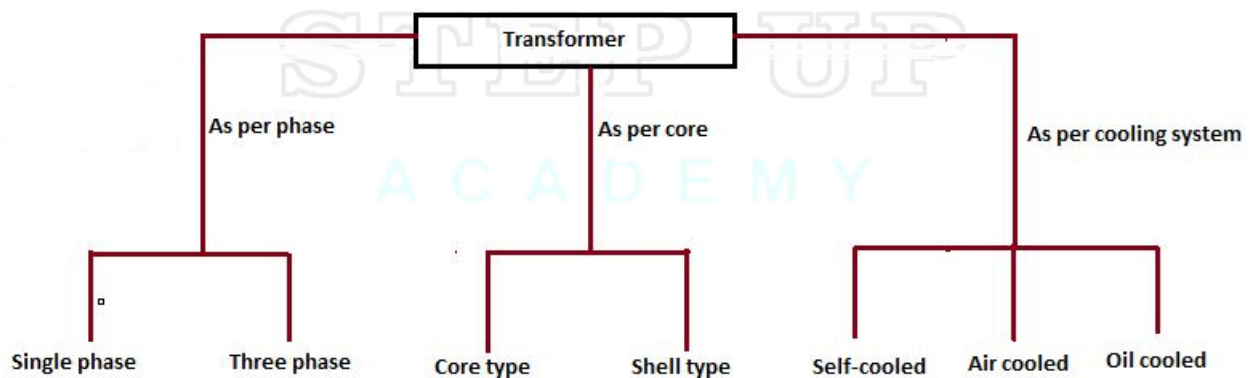 STEP UP
ACADEMY
Transformer
As per phase
As per core
As per cooling system
Single phase
Three phase
Core type
Shell type
Self-cooled
Air cooled
Oil cooled